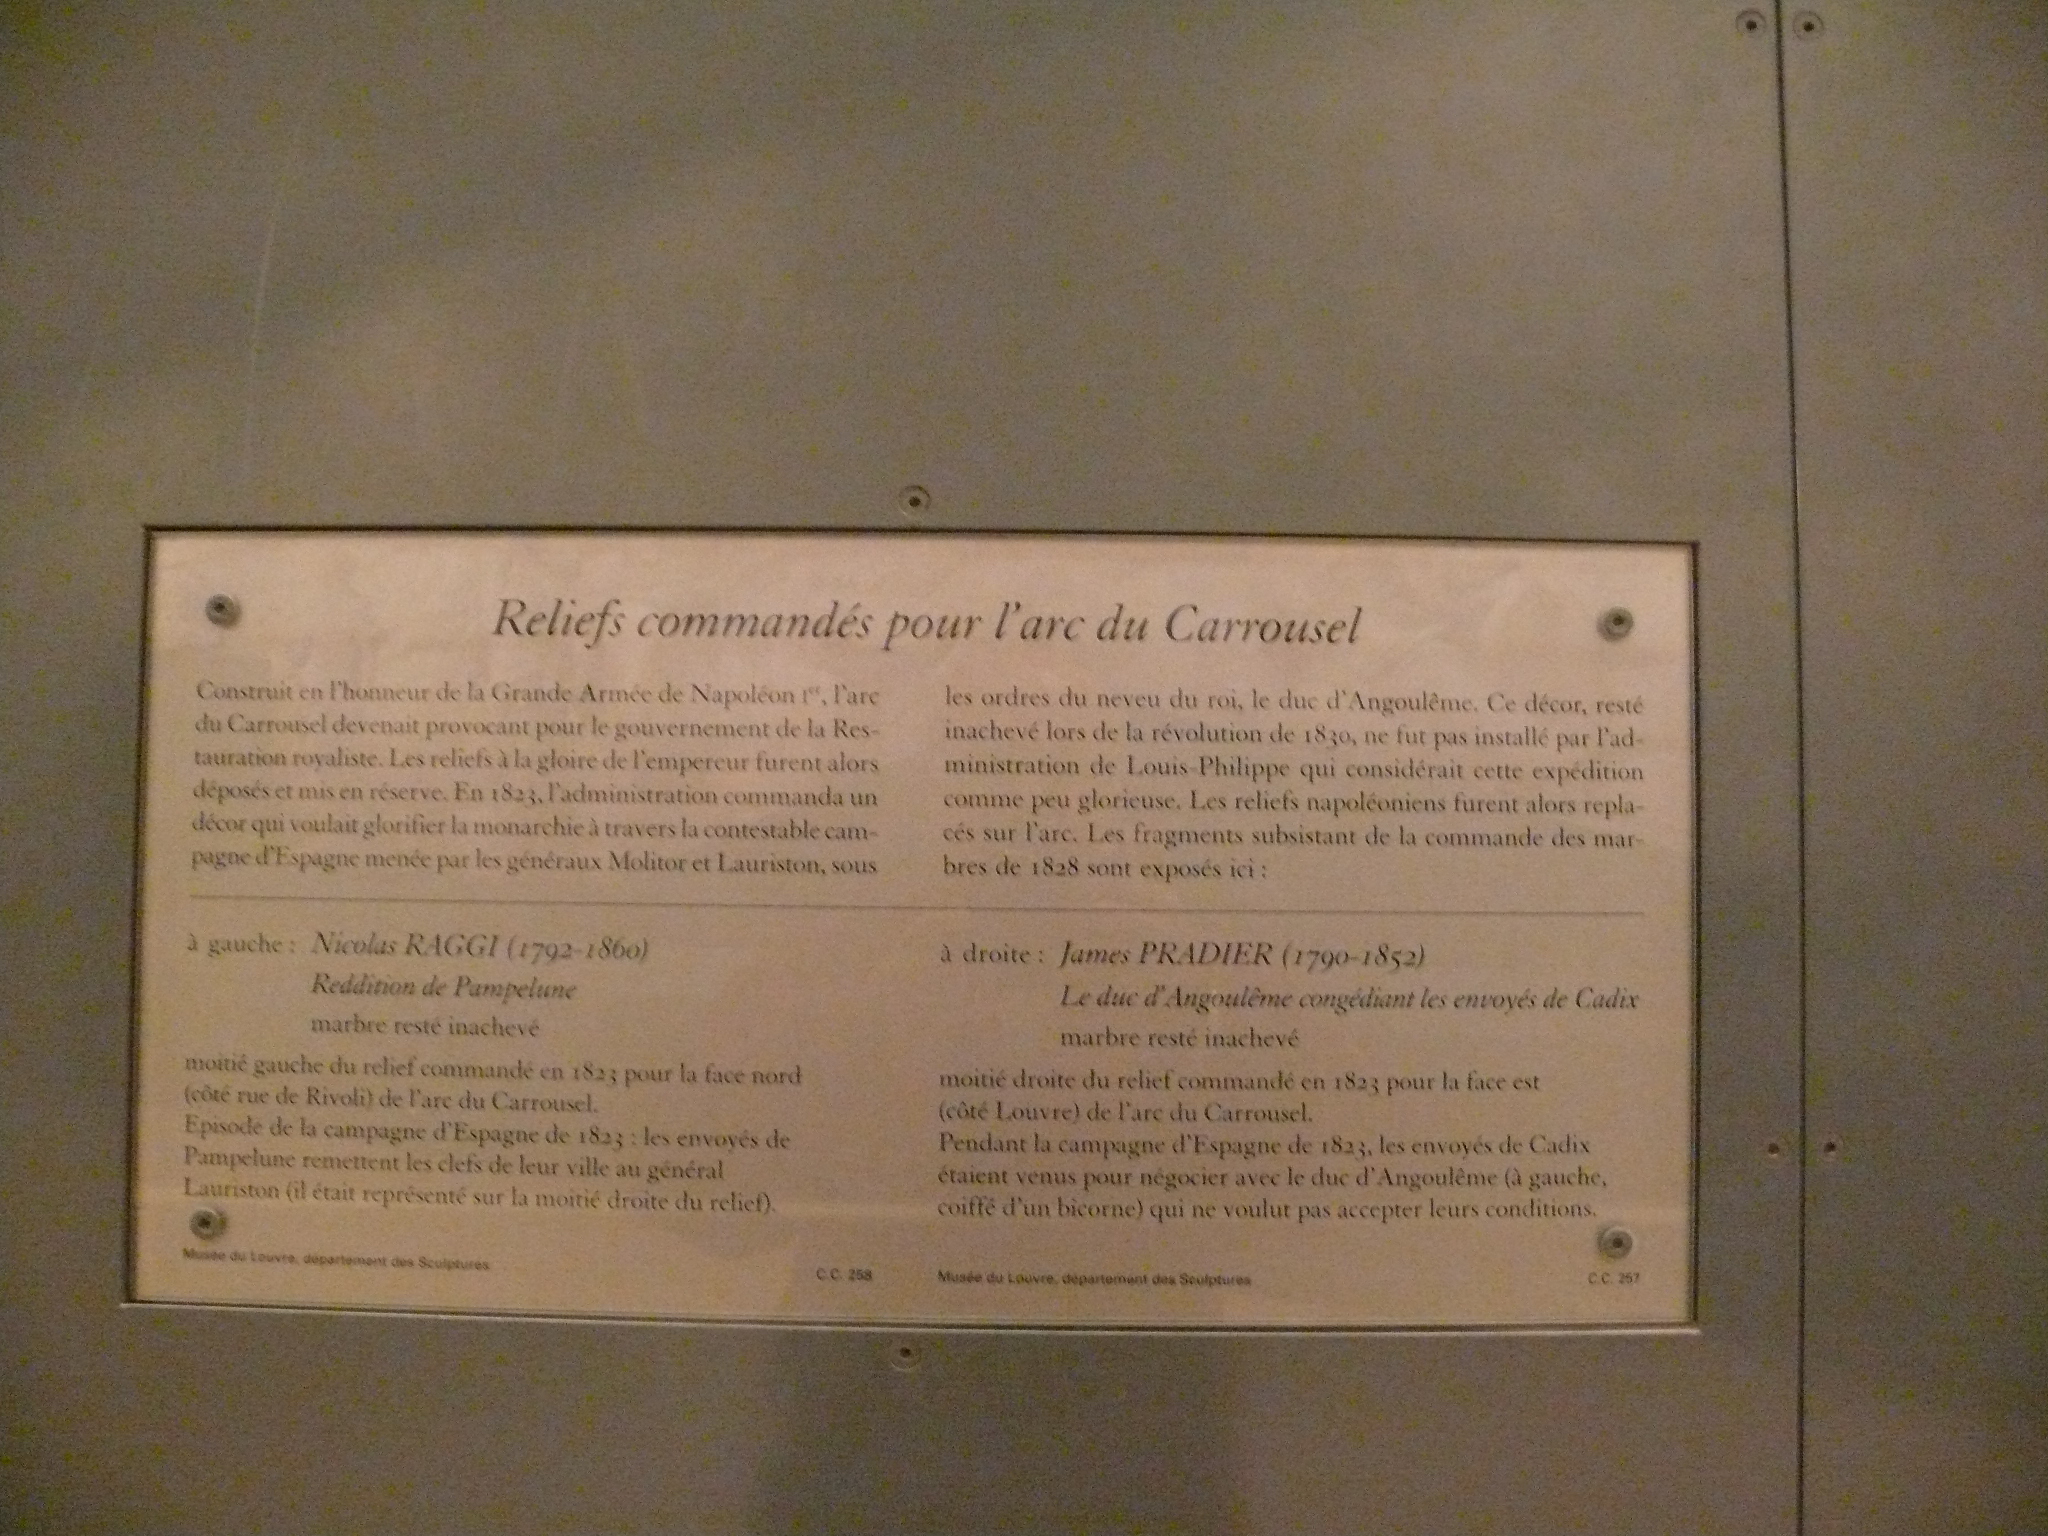 Reliefs commandés pour l'arc du Carrousel
Construit en l'honneur de la Grande Armée de Napoléon 1er, l'arc
du Carrousel devenait provocant pour le gouvernement de la Res-
tauration royaliste. Les reliefs à la gloire de l'empereur furent alors
déposés et mis en réserve. En 1823, l'administration commanda un
décor qui voulait glorifier la monarchie à travers la contestable cam-
pagne d'Espagne menée par les généraux Molitor et Lauriston, sous
les ordres du neveu du roi, le duc d'Angoulême. Ce décor, resté
inachevé lors de la révolution de 1830, ne fut pas installé par l'ad-
ministration de Louis-Philippe qui considérait cette expédition
comme peu glorieuse. Les reliefs napoléoniens furent alors repla-
cés sur l'arc. Les fragments subsistant de la commande des mar-
bres de 1828 sont exposés ici :
à gauche : Nicolas RAGGI (1792-1860)
Reddition de Pampelune
marbre resté inachevé
moitié gauche du relief commandé en 1823 pour la face nord
(côté rue de Rivoli) de l'arc du Carrousel.
Episode de la campagne d'Espagne de 1823 : les envoyés de
Pampelune remettent les clefs de leur ville au général
Lauriston (il était représenté sur la moitié droite du relief).
Musée du Louvre, département des Sculptures
C.C. 258
à droite : James PRADIER (1790-1852)
Le duc d'Angoulême congédiant les envoyés de Cadix
marbre resté inachevé
moitié droite du relief commandé en 1823 pour la face est
(côté Louvre) de l'arc du Carrousel.
Pendant la campagne d'Espagne de 1823, les envoyés de Cadix
étaient venus pour négocier avec le duc d'Angoulême (à gauche,
coiffé d'un bicorne) qui ne voulut pas accepter leurs conditions.
Musée du Louvre, département des Sculptures
C.C. 257